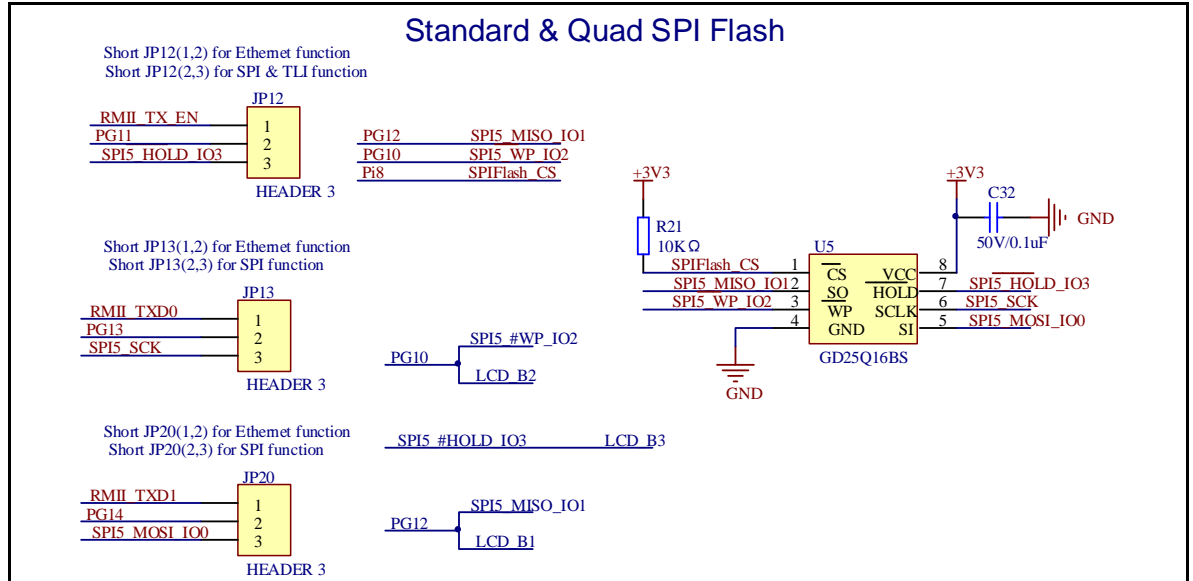 Standard & Quad SPI Flash
Short JP12(1,2) for Ethernet function
Short JP12(2,3) for SPI & TLI function
JP12
RMII_TX_EN
1
PG11
2
SPI5_HOLD_IO3
3
HEADER 3
PG12 SPI5_MISO_IO1
PG10 SPI5_WP_IO2
Pi8 SPIFlash_CS
Short JP13(1,2) for Ethernet function
Short JP13(2,3) for SPI function
JP13
RMII_TXD0
1
PG13
2
SPI5_SCK
3
HEADER 3
PG10
SPI5_#WP_IO2
LCD_B2
Short JP20(1,2) for Ethernet function
Short JP20(2,3) for SPI function
SPI5_#HOLD_IO3 LCD_B3
JP20
RMII_TXD1
1
PG14
2
SPI5_MOSI_IO0
3
HEADER 3
PG12
SPI5_MISO_IO1
LCD_B1
+3V3
R21
10KΩ
+3V3
C32
50V/0.1uF
GND
U5
SPIFlash_CS 1 CS VCC 8
SPI5_MISO_IO1 2 SO HOLD 7 SPI5_HOLD_IO3
SPI5_WP_IO2 3 WP SCLK 6 SPI5_SCK
4 GND SI 5 SPI5_MOSI_IO0
GD25Q16BS
GND